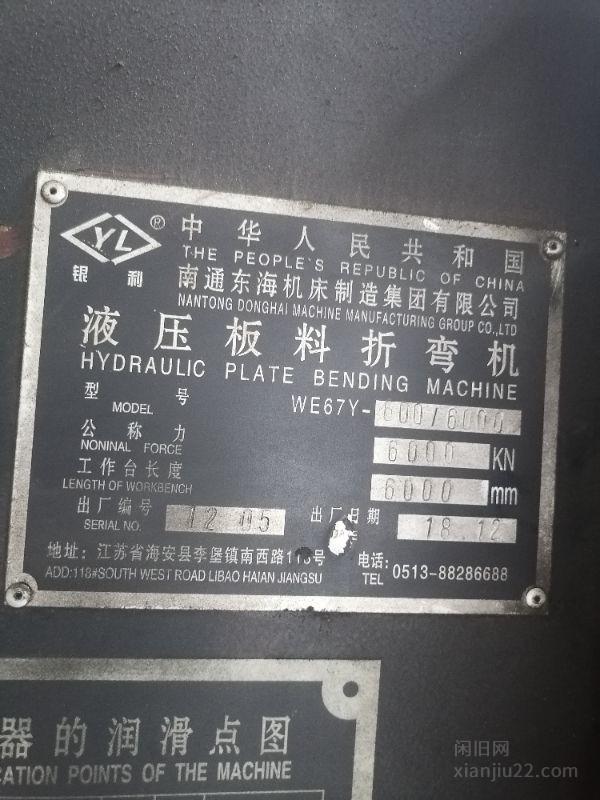 YL®
银利
中华人民共和国
THE PEOPLE'S REPUBLIC OF CHINA
南通东海机床制造集团有限公司
NANTONG DONGHAI MACHINE MANUFACTURING GROUP CO.,LTD
液压板料折弯机
HYDRAULIC PLATE BENDING MACHINE
型号 WE67Y-600/6000
MODEL
公称力 6000 KN
NONINAL FORCE
工作台长度 6000 mm
LENGTH OF WORKBENCH
出厂编号 1205 出厂日期 18.12
SERIAL NO.
地址：江苏省海安县李堡镇南西路118号 电话：
ADD:118#SOUTH WEST ROAD LIBAO HAIAN JIANGSU TEL 0513-88286688
器的润滑点图
CATION POINTS OF THE MACHINE
闲旧网
xianjiu22.com